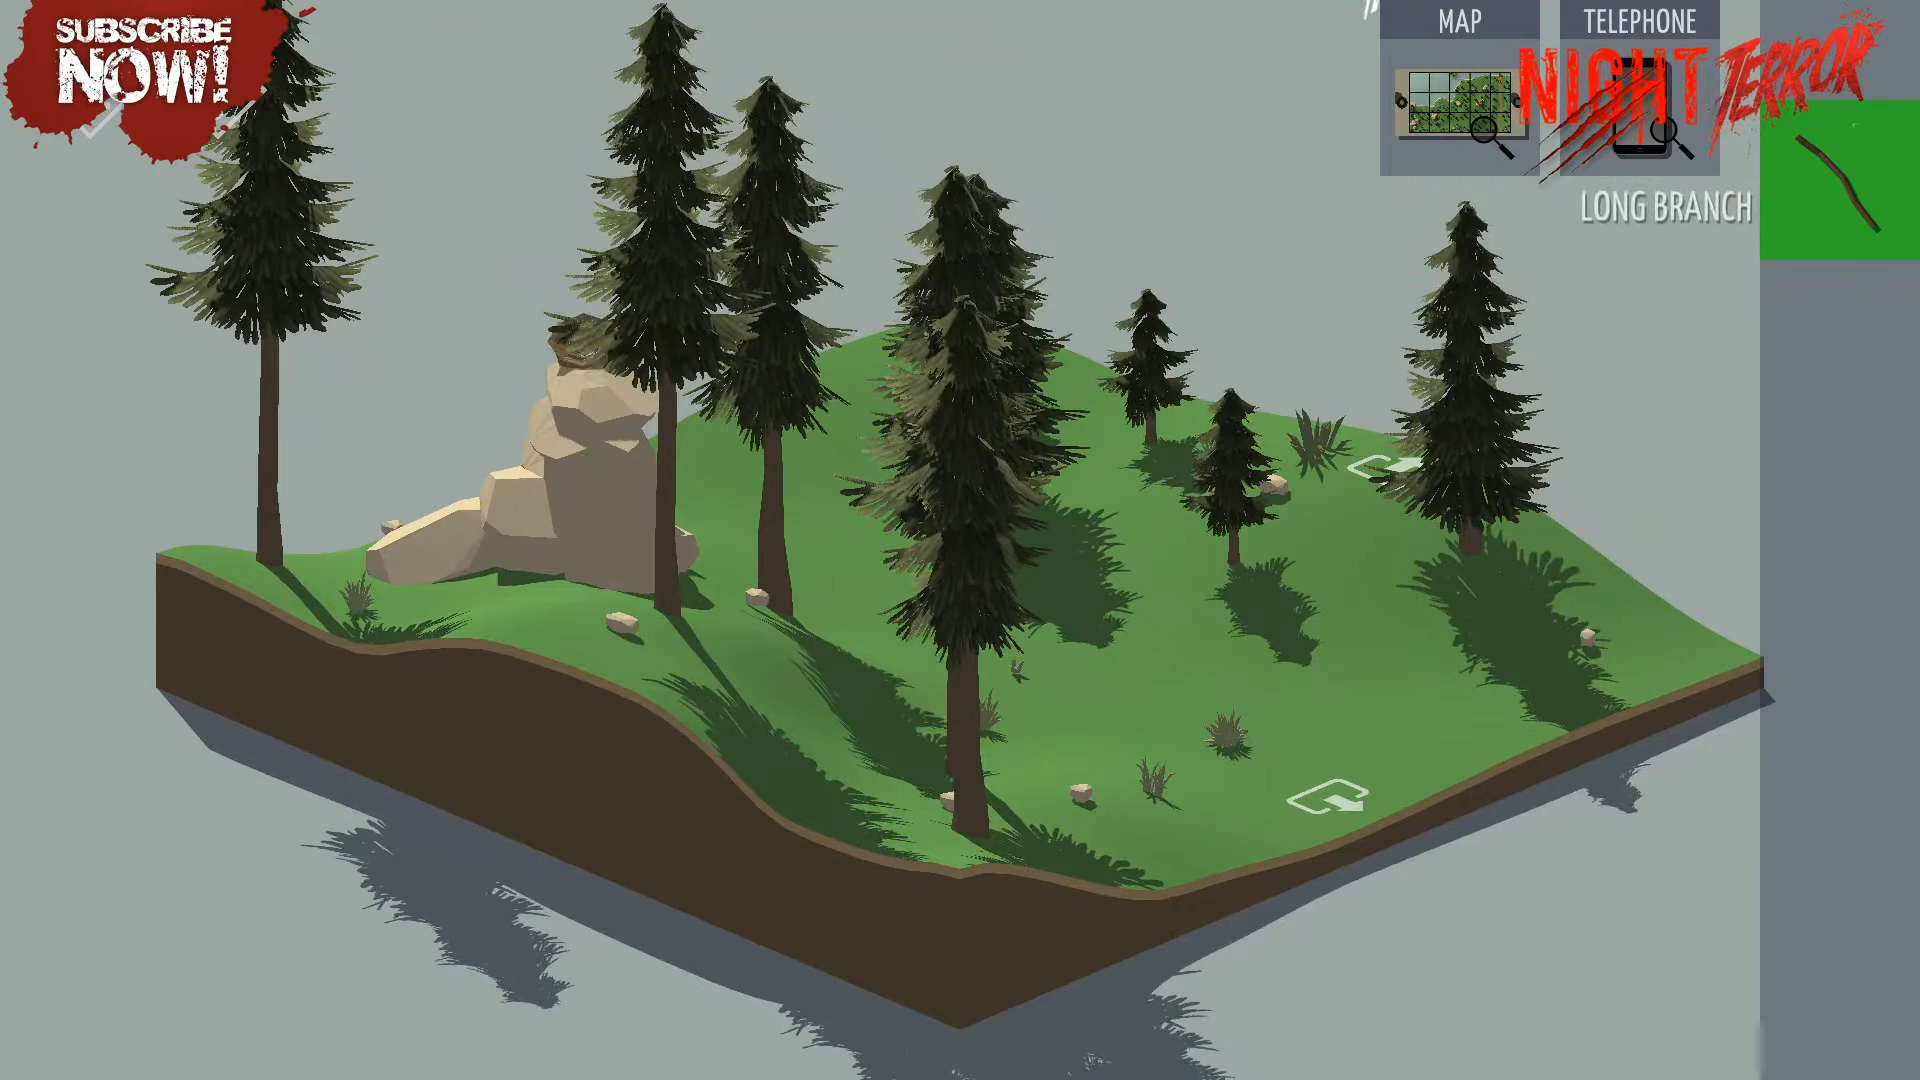 SUBSCRIBE
NOW!
MAP
TELEPHONE
NIGHT TERROR
LONG BRANCH